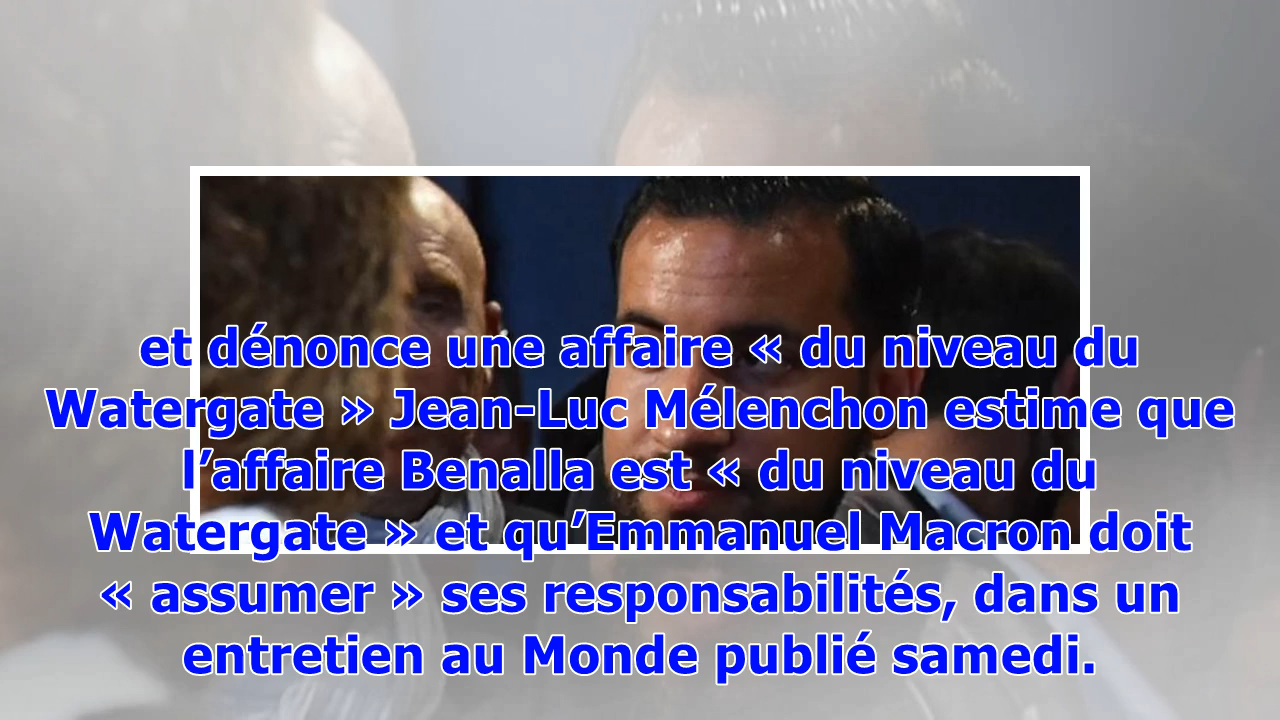 et dénonce une affaire « du niveau du
Watergate » Jean-Luc Mélenchon estime que
l’affaire Benalla est « du niveau du
Watergate » et qu’Emmanuel Macron doit
« assumer » ses responsabilités, dans un
entretien au Monde publié samedi.